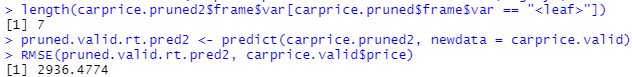 > length(carprice.pruned2$frame$var[carprice.pruned$frame$var == "<leaf>"])
[1] 7
> pruned.valid.rt.pred2 <- predict(carprice.pruned2, newdata = carprice.valid)
> RMSE(pruned.valid.rt.pred2, carprice.valid$price)
[1] 2936.4774